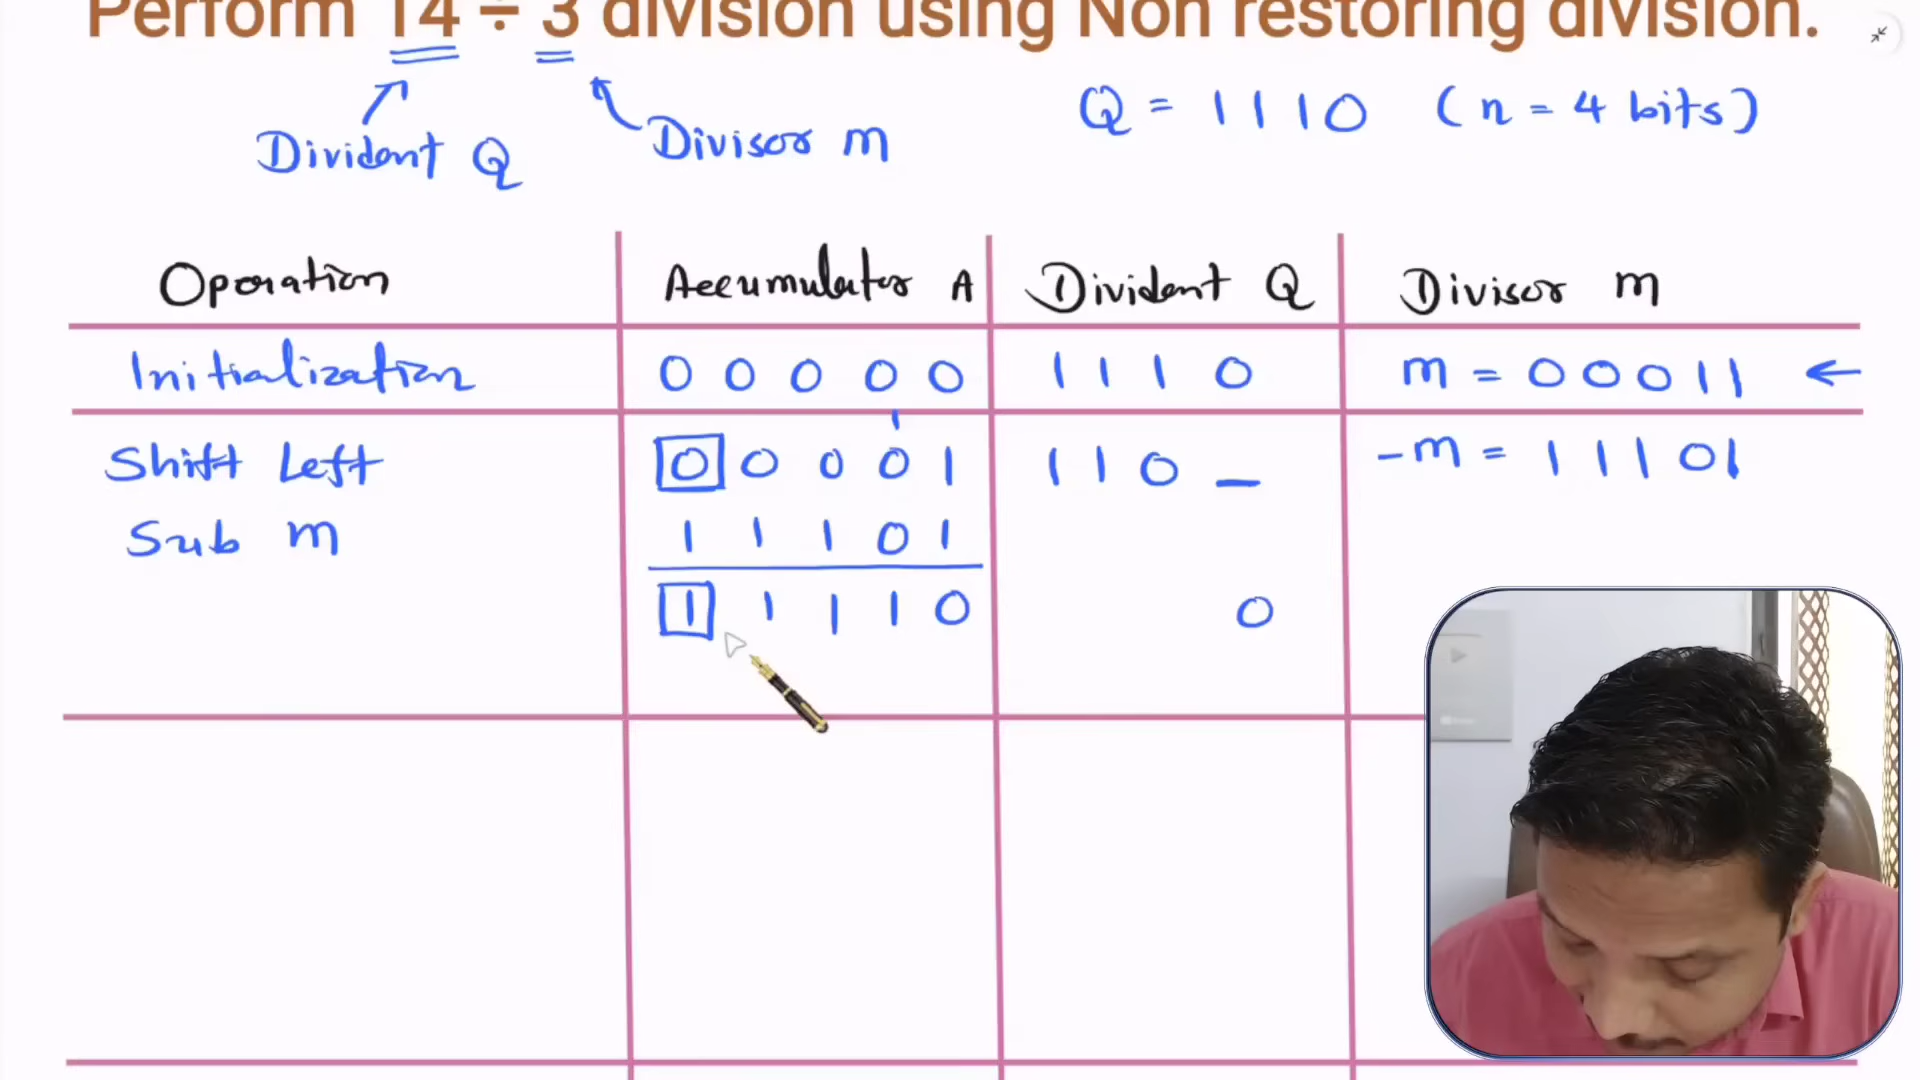 Perform 14 ÷ 3 division using Non restoring division.
Divident Q
Divisor m
Q = 1110 (n = 4 bits)
Operation Accumulator A Divident Q Divisor m
Initialization 0 0 0 0 0 1 1 1 0 m = 0 0 0 1 1 ←
1
Shift Left 0 0 0 0 1 1 1 0 _ -m = 1 1 1 0 1
Sub m 1 1 1 0 1
1 1 1 1 0 0